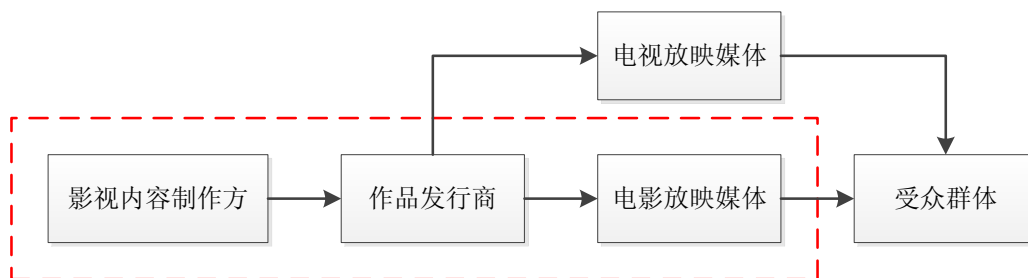 电视放映媒体
影视内容制作方
作品发行商
电影放映媒体
受众群体